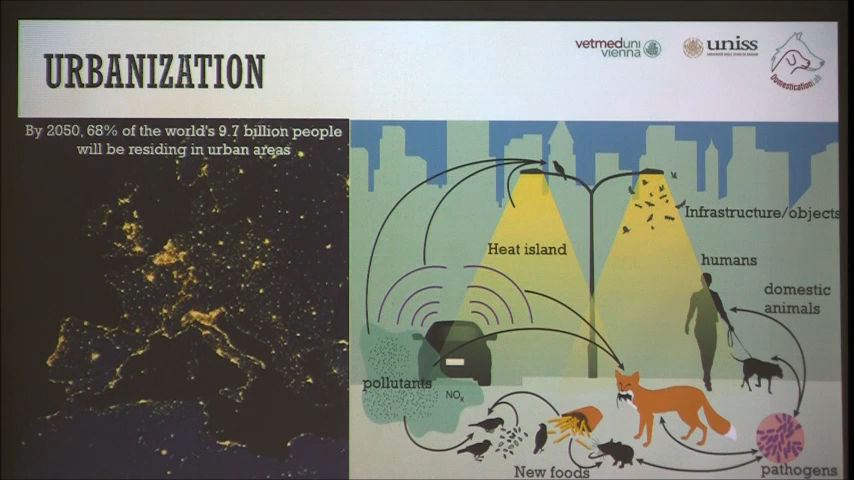 URBANIZATION
vetmeduni
vienna
uniss
DomesticationLab
By 2050, 68% of the world's 9.7 billion people
will be residing in urban areas
Infrastructure/objects
Heat island
humans
domestic
animals
pollutants
NOx
New foods
pathogens